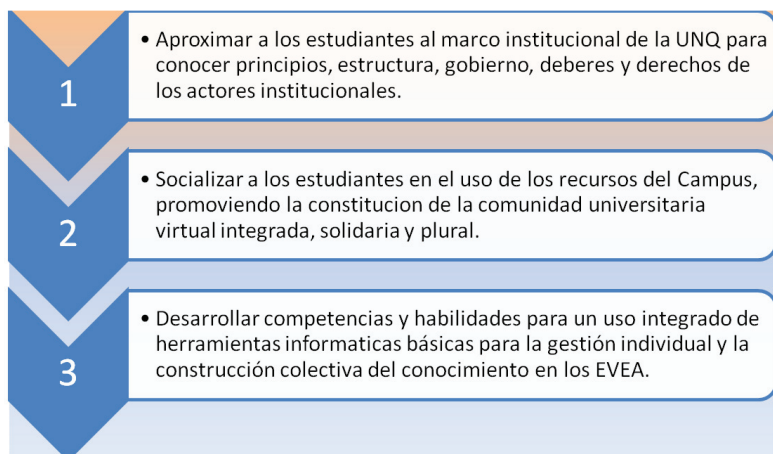 1
• Aproximar a los estudiantes al marco institucional de la UNQ para
conocer principios, estructura, gobierno, deberes y derechos de
los actores institucionales.
2
• Socializar a los estudiantes en el uso de los recursos del Campus,
promoviendo la constitucion de la comunidad universitaria
virtual integrada, solidaria y plural.
3
• Desarrollar competencias y habilidades para un uso integrado de
herramientas informaticas básicas para la gestión individual y la
construcción colectiva del conocimiento en los EVEA.